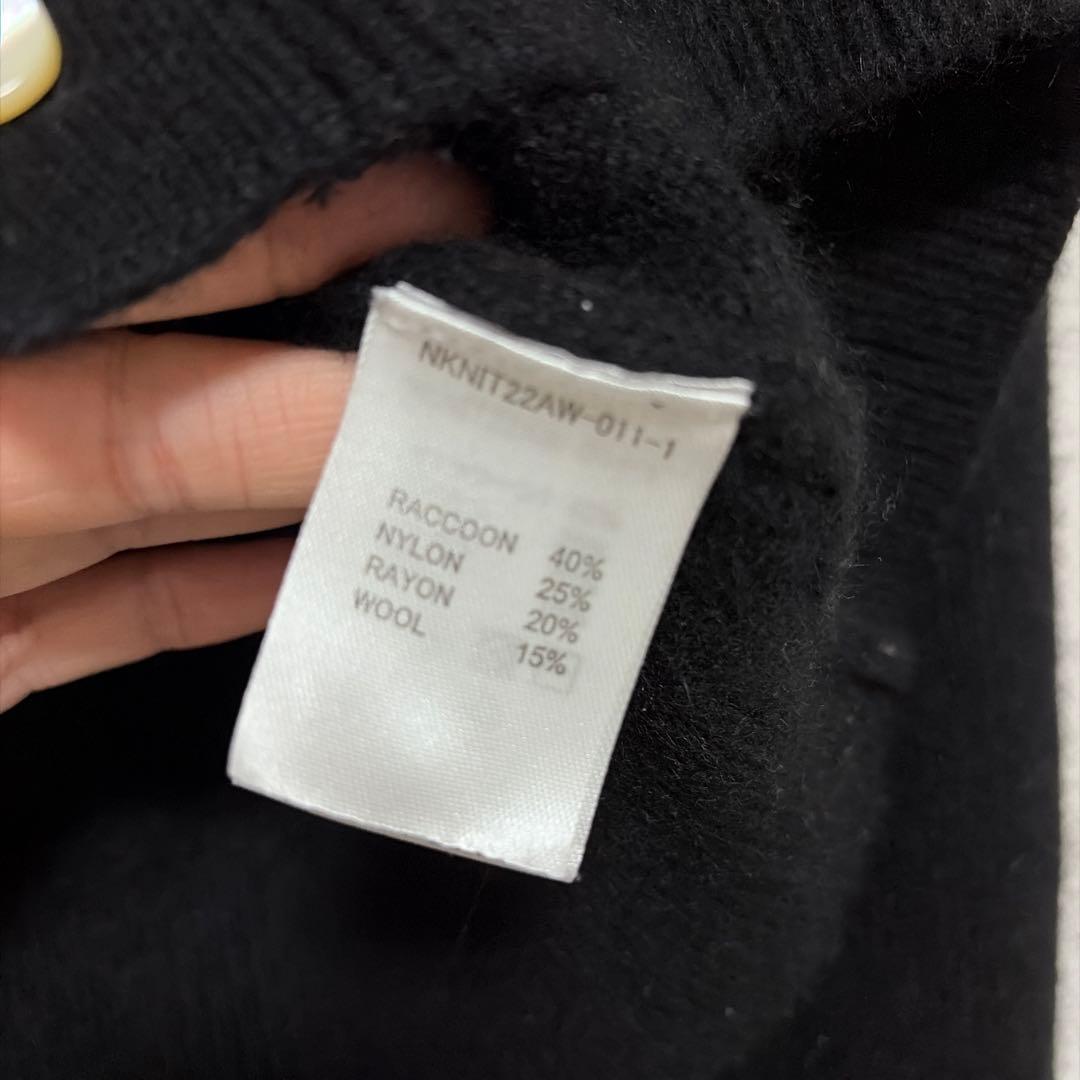 NKNIT22AW-011-1
RACCOON 40%
NYLON 25%
RAYON 20%
WOOL 15%